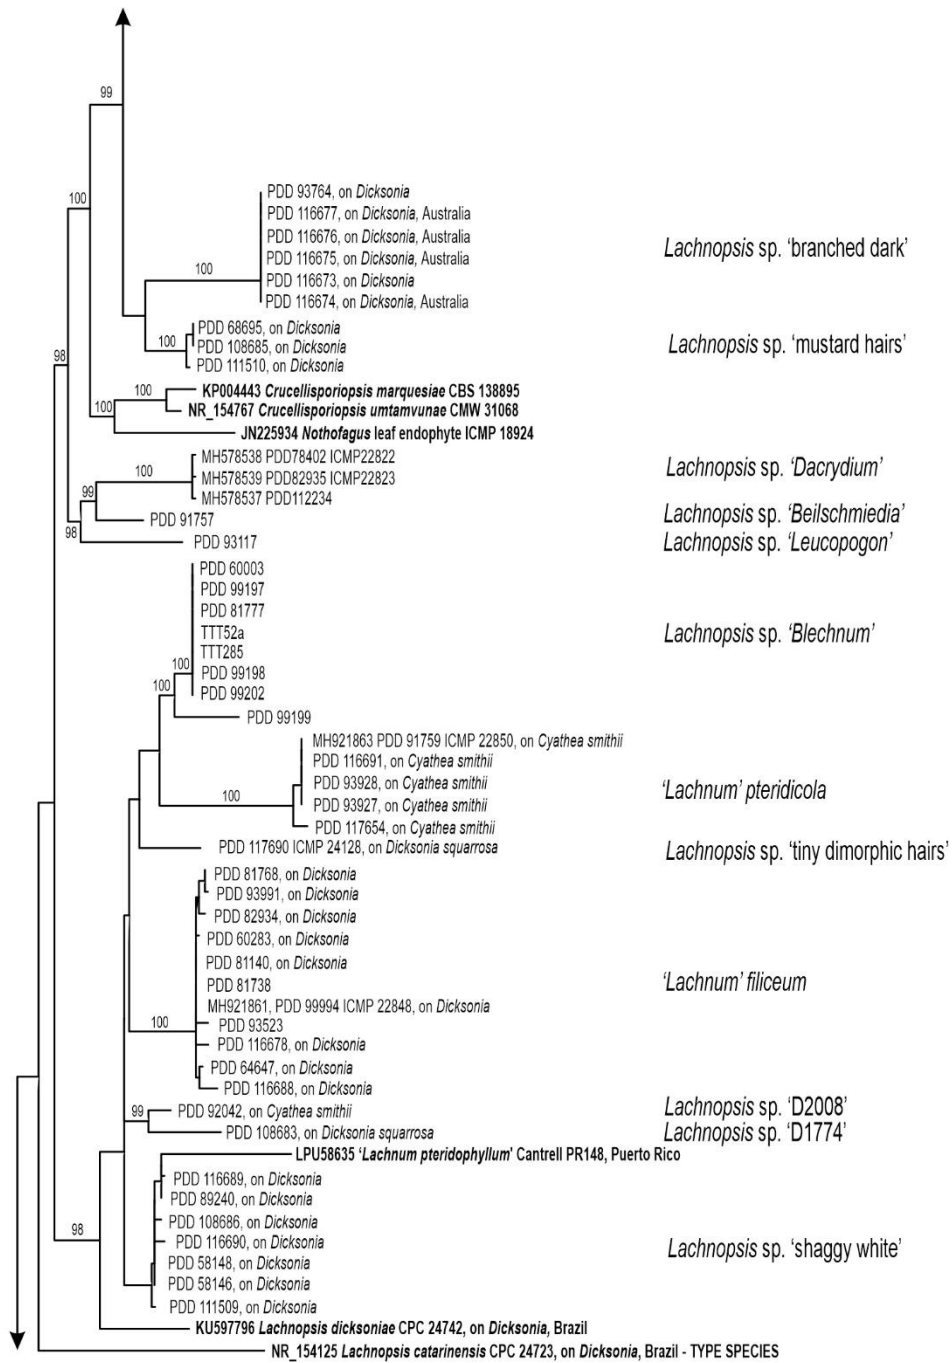 99
100
PDD 93764, on Dicksonia
PDD 116677, on Dicksonia, Australia
PDD 116676, on Dicksonia, Australia
Lachnopsis sp. ‘branched dark’
PDD 116675, on Dicksonia, Australia
100
PDD 116673, on Dicksonia
PDD 116674, on Dicksonia, Australia
PDD 68695, on Dicksonia
100
PDD 108685, on Dicksonia
Lachnopsis sp. ‘mustard hairs’
98
PDD 111510, on Dicksonia
100
KP004443 Crucellisporiopsis marquesiae CBS 138895
NR_154767 Crucellisporiopsis umtamvunae CMW 31068
100
JN225934 Nothofagus leaf endophyte ICMP 18924
MH578538 PDD78402 ICMP22822
100
MH578539 PDD82935 ICMP22823
Lachnopsis sp. ‘Dacrydium’
99
MH578537 PDD112234
PDD 91757
Lachnopsis sp. ‘Beilschmiedia’
98
PDD 93117
Lachnopsis sp. ‘Leucopogon’
PDD 60003
PDD 99197
PDD 81777
TTT52a
Lachnopsis sp. ‘Blechnum’
TTT285
100
PDD 99198
100
PDD 99202
PDD 99199
MH921863 PDD 91759 ICMP 22850, on Cyathea smithii
PDD 116691, on Cyathea smithii
PDD 93928, on Cyathea smithii
‘Lachnum’ pteridicola
100
PDD 93927, on Cyathea smithii
PDD 117654, on Cyathea smithii
PDD 117690 ICMP 24128, on Dicksonia squarrosa
Lachnopsis sp. ‘tiny dimorphic hairs’
PDD 81768, on Dicksonia
PDD 93991, on Dicksonia
PDD 82934, on Dicksonia
PDD 60283, on Dicksonia
PDD 81140, on Dicksonia
PDD 81738
‘Lachnum’ filiceum
MH921861, PDD 99994 ICMP 22848, on Dicksonia
100
PDD 93523
PDD 116678, on Dicksonia
PDD 64647, on Dicksonia
PDD 116688, on Dicksonia
99
PDD 92042, on Cyathea smithii
Lachnopsis sp. ‘D2008’
PDD 108683, on Dicksonia squarrosa
Lachnopsis sp. ‘D1774’
LPU58635 ‘Lachnum pteridophyllum’ Cantrell PR148, Puerto Rico
PDD 116689, on Dicksonia
PDD 89240, on Dicksonia
98
PDD 108686, on Dicksonia
PDD 116690, on Dicksonia
Lachnopsis sp. ‘shaggy white’
PDD 58148, on Dicksonia
PDD 58146, on Dicksonia
PDD 111509, on Dicksonia
KU597796 Lachnopsis dicksoniae CPC 24742, on Dicksonia, Brazil
NR_154125 Lachnopsis catarinensis CPC 24723, on Dicksonia, Brazil - TYPE SPECIES